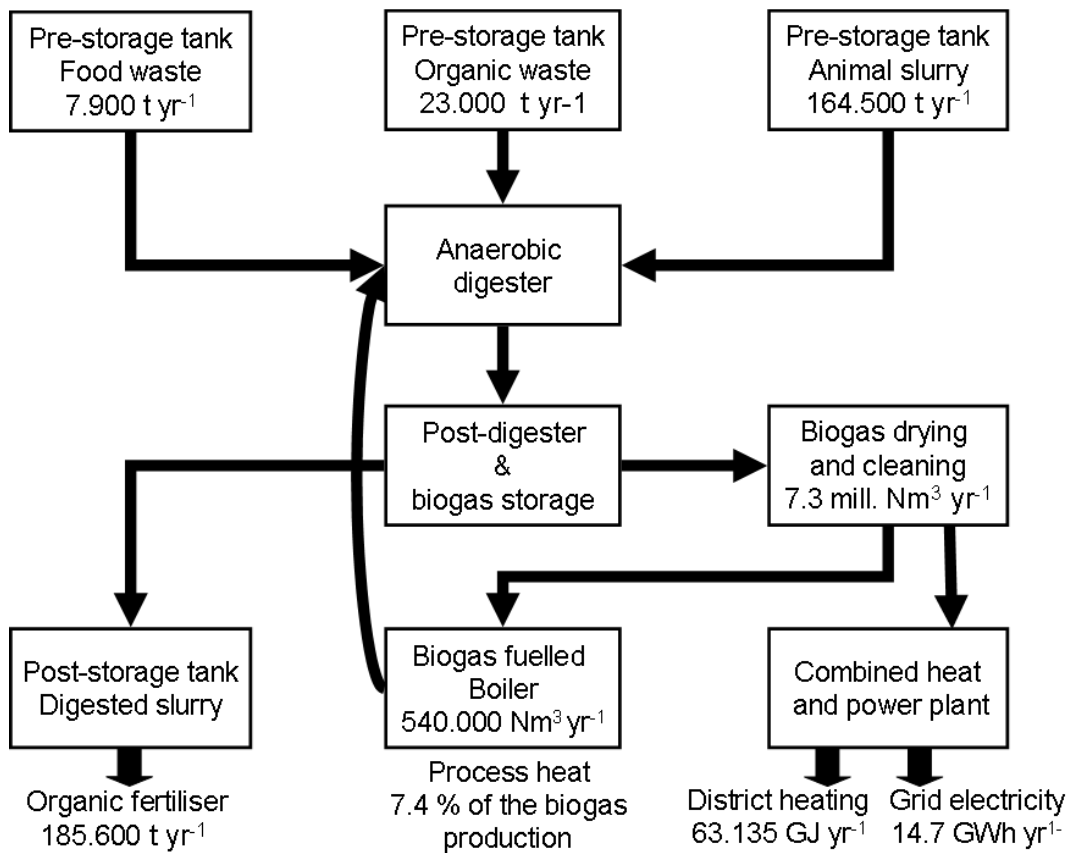 Pre-storage tank
Food waste
7.900 t yr⁻¹
Pre-storage tank
Organic waste
23.000 t yr-1
Pre-storage tank
Animal slurry
164.500 t yr⁻¹
Anaerobic
digester
Post-digester
&
biogas storage
Biogas drying
and cleaning
7.3 mill. Nm³ yr⁻¹
Post-storage tank
Digested slurry
Biogas fuelled
Boiler
540.000 Nm³ yr⁻¹
Combined heat
and power plant
Organic fertiliser
185.600 t yr⁻¹
Process heat
7.4 % of the biogas
production
District heating
63.135 GJ yr⁻¹
Grid electricity
14.7 GWh yr¹⁻